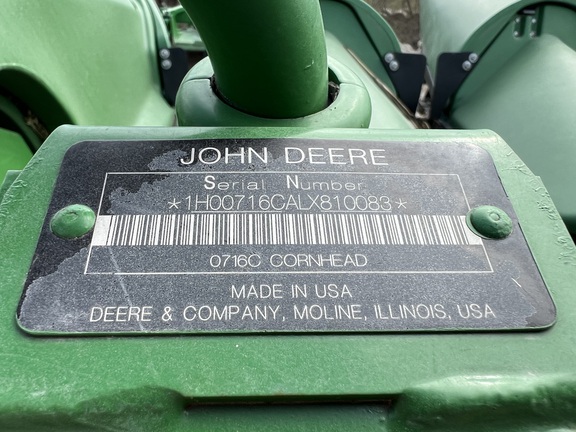 JOHN DEERE
Serial Number
*1H00716CALX810083*
0716C CORNHEAD
MADE IN USA
DEERE & COMPANY, MOLINE, ILLINOIS, USA